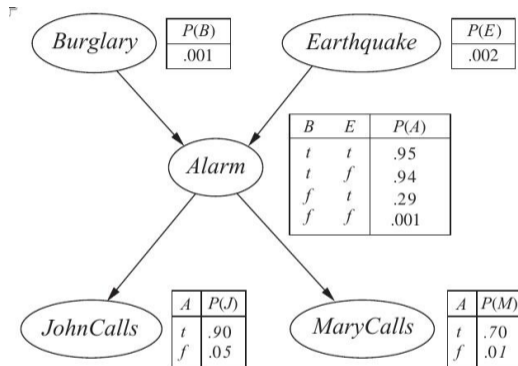 Burglary
P(B)
.001
Earthquake
P(E)
.002
Alarm
B E P(A)
t t .95
t f .94
f t .29
f f .001
JohnCalls
A P(J)
t .90
f .05
MaryCalls
A P(M)
t .70
f .01